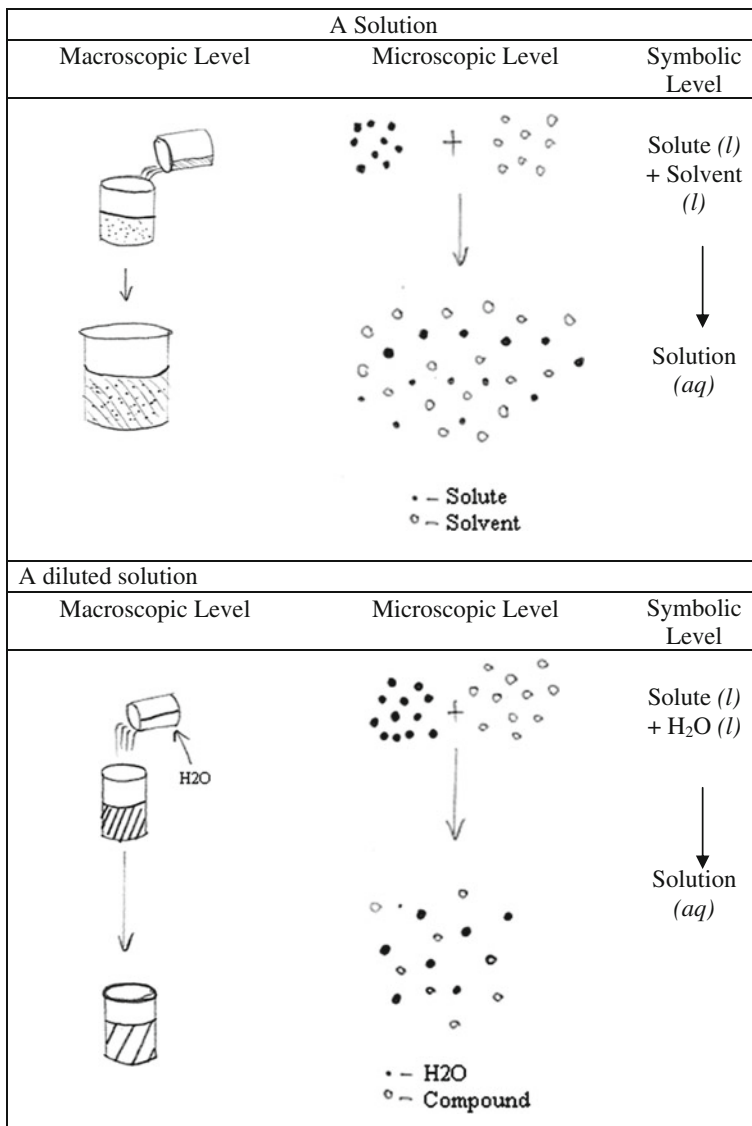 A Solution
Macroscopic Level
Microscopic Level
Symbolic
Level
+
Solute (l)
+ Solvent
(l)
Solution
(aq)
• – Solute
○ – Solvent
A diluted solution
Macroscopic Level
Microscopic Level
Symbolic
Level
H2O
+
Solute (l)
+ H₂O (l)
Solution
(aq)
• – H2O
○ – Compound